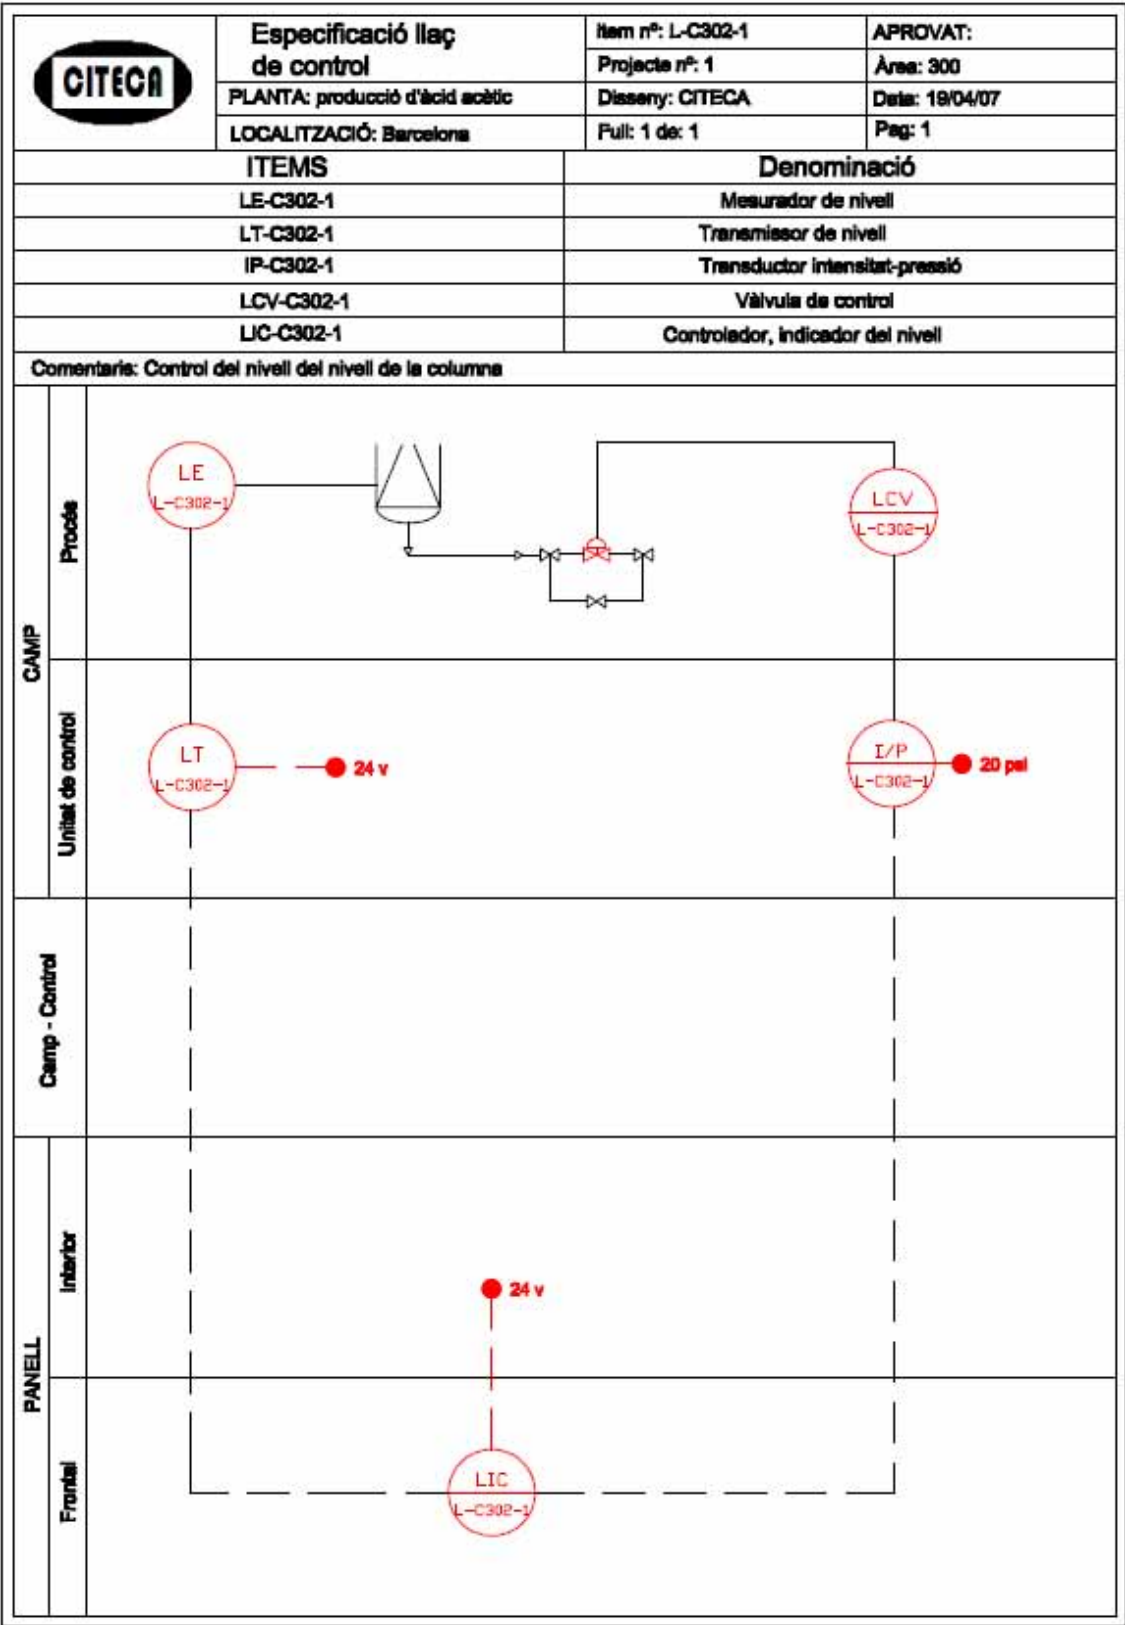 CITECA
Especificació llaç
de control
Item nº: L-C302-1
APROVAT:
Projecte nº: 1
Àrea: 300
PLANTA: producció d'àcid acètic
Disseny: CITECA
Data: 19/04/07
LOCALITZACIÓ: Barcelona
Full: 1 de: 1
Pag: 1
ITEMS
Denominació
LE-C302-1
Mesurador de nivell
LT-C302-1
Transmissor de nivell
IP-C302-1
Transductor intensitat-pressió
LCV-C302-1
Vàlvula de control
LIC-C302-1
Controlador, indicador del nivell
Comentaris: Control del nivell del nivell de la columna
CAMP
Procés
LE
L-C302-1
LCV
L-C302-1
Unitat de control
LT
L-C302-1
24 v
I/P
L-C302-1
20 psi
Camp - Control
PANELL
Interior
24 v
Frontal
LIC
L-C302-1